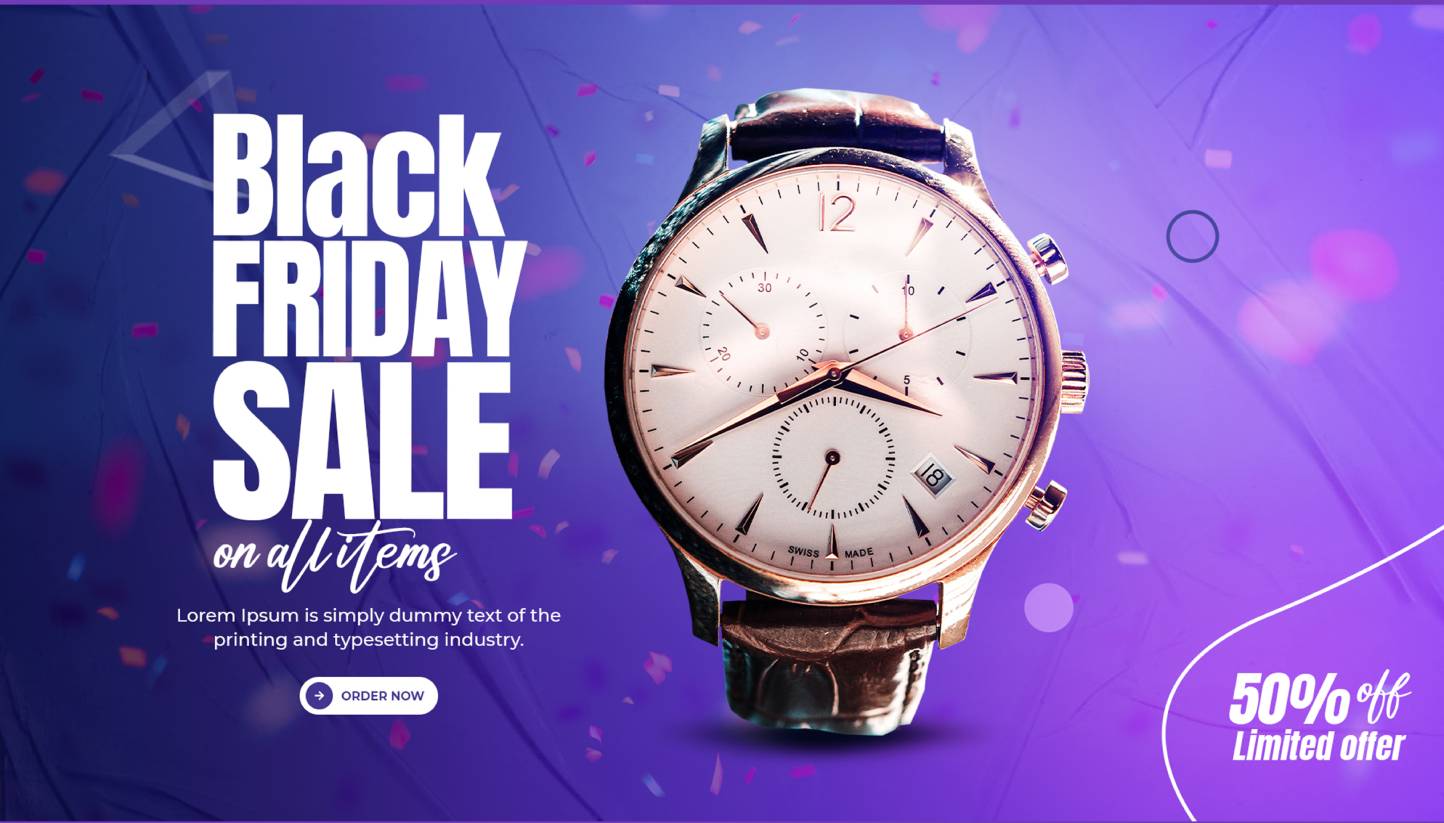 Black
FRIDAY
SALE
on all items
Lorem Ipsum is simply dummy text of the
printing and typesetting industry.
ORDER NOW
12
30
20
10
10
5
18
SWISS MADE
50% off
Limited offer